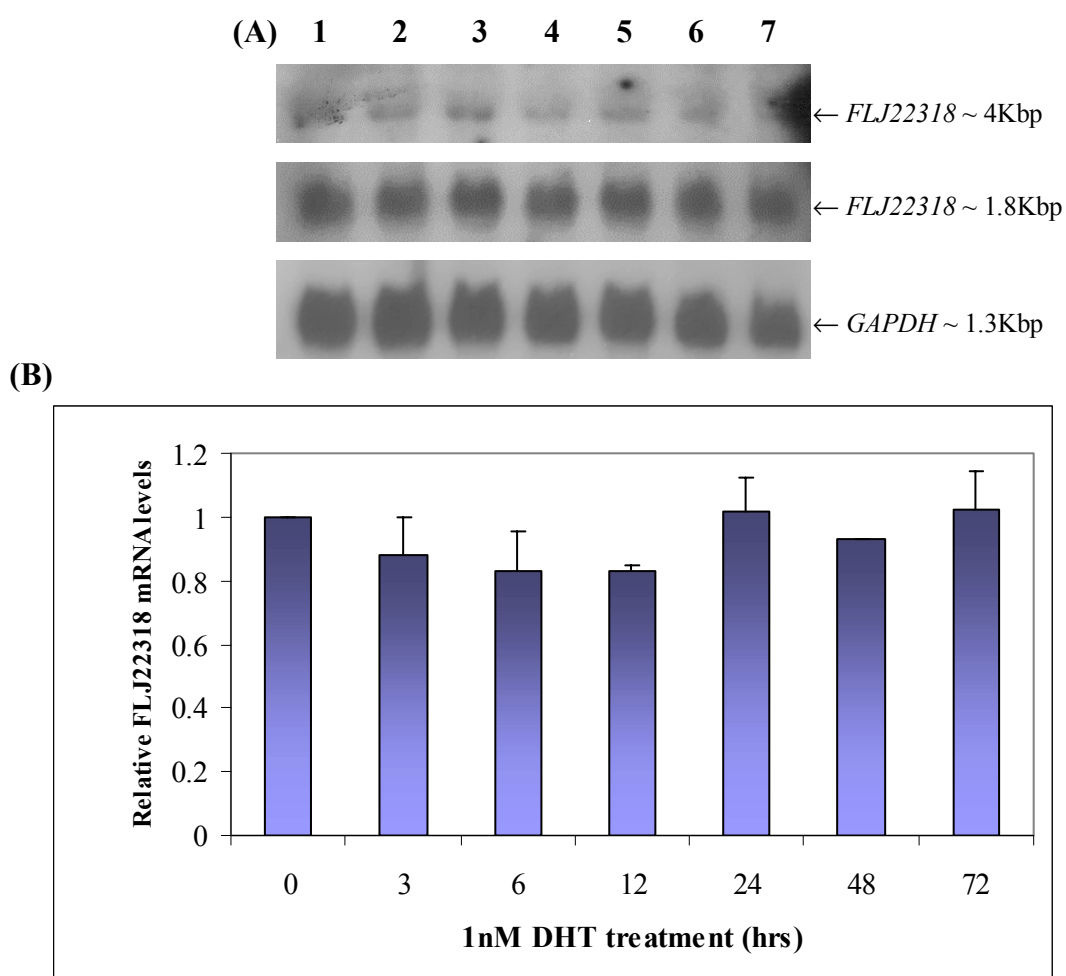 (A) 1 2 3 4 5 6 7
← FLJ22318 ~ 4Kbp
← FLJ22318 ~ 1.8Kbp
← GAPDH ~ 1.3Kbp
(B)
Relative FLJ22318 mRNAlevels
1.2
1
0.8
0.6
0.4
0.2
0
0 3 6 12 24 48 72
1nM DHT treatment (hrs)